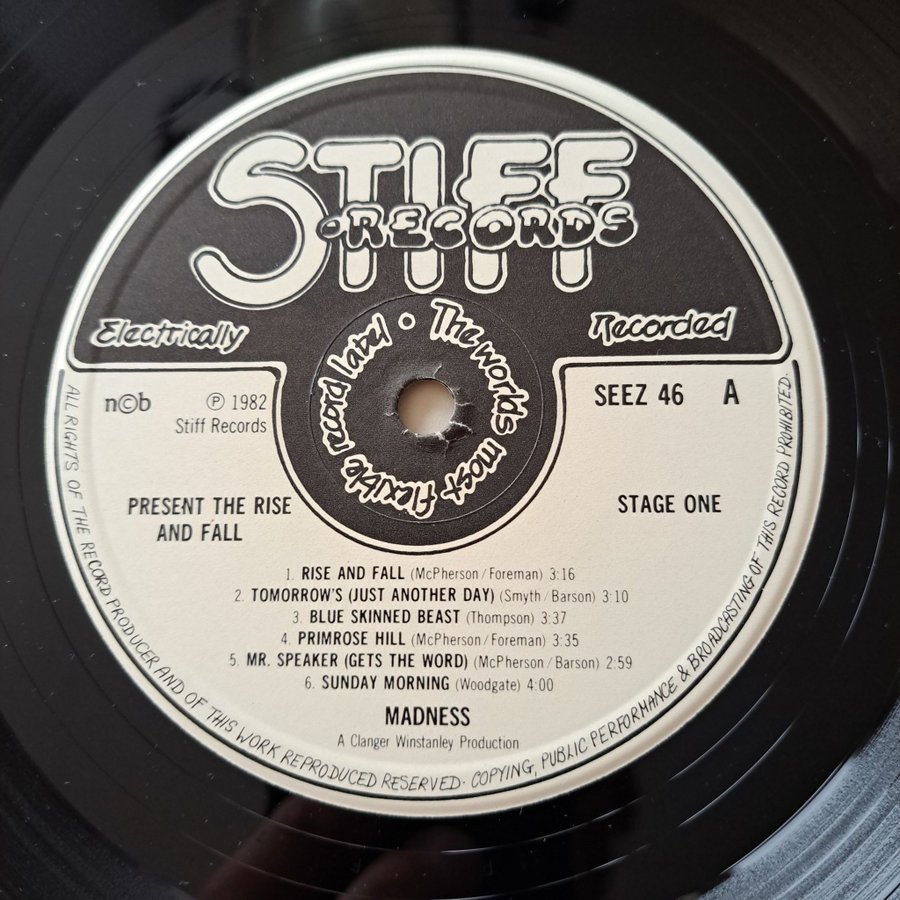 STIFF
RECORDS
Electrically
Recorded
The worlds most flexible record label
n©b
℗ 1982
Stiff Records
SEEZ 46 A
PRESENT THE RISE
AND FALL
STAGE ONE
1. RISE AND FALL (McPherson/Foreman) 3:16
2. TOMORROW'S (JUST ANOTHER DAY) (Smyth/Barson) 3:10
3. BLUE SKINNED BEAST (Thompson) 3:37
4. PRIMROSE HILL (McPherson/Foreman) 3:35
5. MR. SPEAKER (GETS THE WORD) (McPherson/Barson) 2:59
6. SUNDAY MORNING (Woodgate) 4:00
MADNESS
A Clanger Winstanley Production
ALL RIGHTS OF THE RECORD PRODUCER AND OF THIS WORK REPRODUCED RESERVED. COPYING, PUBLIC PERFORMANCE & BROADCASTING OF THIS RECORD PROHIBITED.